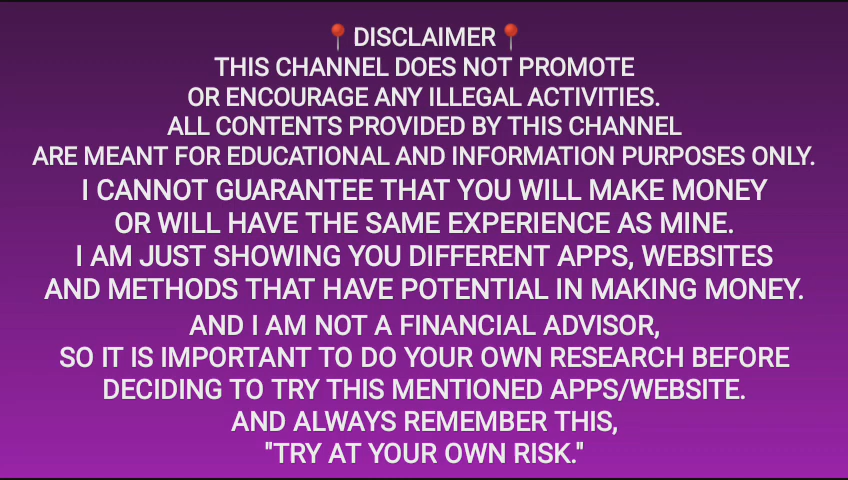 📍DISCLAIMER📍
THIS CHANNEL DOES NOT PROMOTE
OR ENCOURAGE ANY ILLEGAL ACTIVITIES.
ALL CONTENTS PROVIDED BY THIS CHANNEL
ARE MEANT FOR EDUCATIONAL AND INFORMATION PURPOSES ONLY.
I CANNOT GUARANTEE THAT YOU WILL MAKE MONEY
OR WILL HAVE THE SAME EXPERIENCE AS MINE.
I AM JUST SHOWING YOU DIFFERENT APPS, WEBSITES
AND METHODS THAT HAVE POTENTIAL IN MAKING MONEY.
AND I AM NOT A FINANCIAL ADVISOR,
SO IT IS IMPORTANT TO DO YOUR OWN RESEARCH BEFORE
DECIDING TO TRY THIS MENTIONED APPS/WEBSITE.
AND ALWAYS REMEMBER THIS,
"TRY AT YOUR OWN RISK."